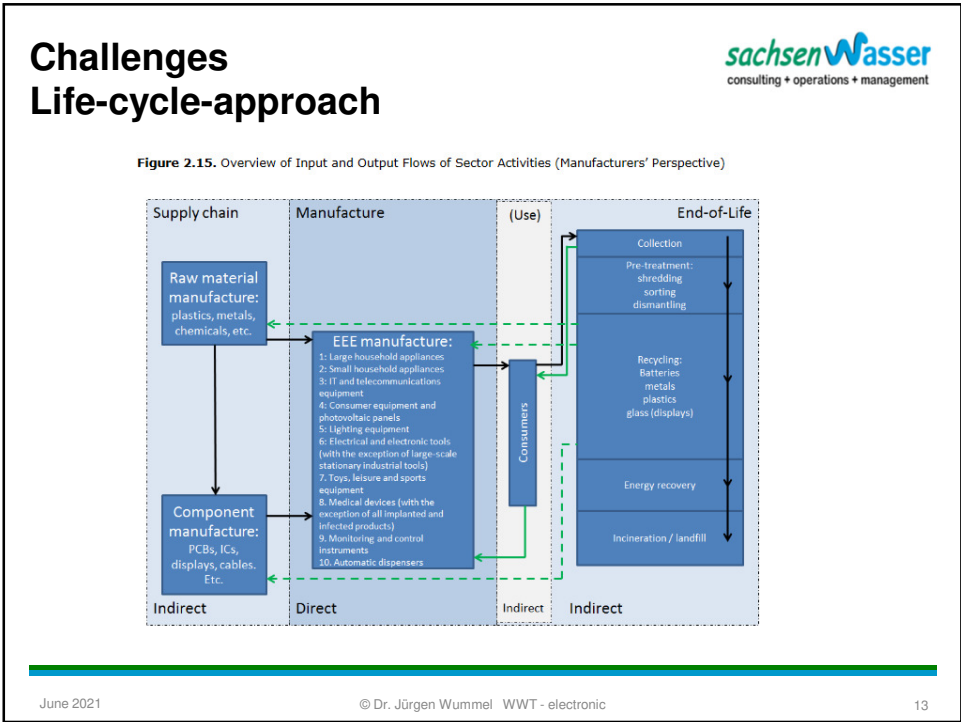 Challenges
Life-cycle-approach
sachsenWasser
consulting + operations + management
Figure 2.15. Overview of Input and Output Flows of Sector Activities (Manufacturers' Perspective)
Supply chain
Raw material
manufacture:
plastics, metals,
chemicals, etc.
Component
manufacture:
PCBs, ICs,
displays, cables.
Etc.
Indirect
Manufacture
EEE manufacture:
1: Large household appliances
2: Small household appliances
3: IT and telecommunications
equipment
4: Consumer equipment and
photovoltaic panels
5: Lighting equipment
6: Electrical and electronic tools
(with the exception of large-scale
stationary industrial tools)
7. Toys, leisure and sports
equipment
8. Medical devices (with the
exception of all implanted and
infected products)
9. Monitoring and control
instruments
10. Automatic dispensers
Direct
(Use)
Consumers
Indirect
End-of-Life
Collection
Pre-treatment:
shredding
sorting
dismantling
Recycling:
Batteries
metals
plastics
glass (displays)
Energy recovery
Incineration / landfill
Indirect
June 2021
© Dr. Jürgen Wummel WWT - electronic
13